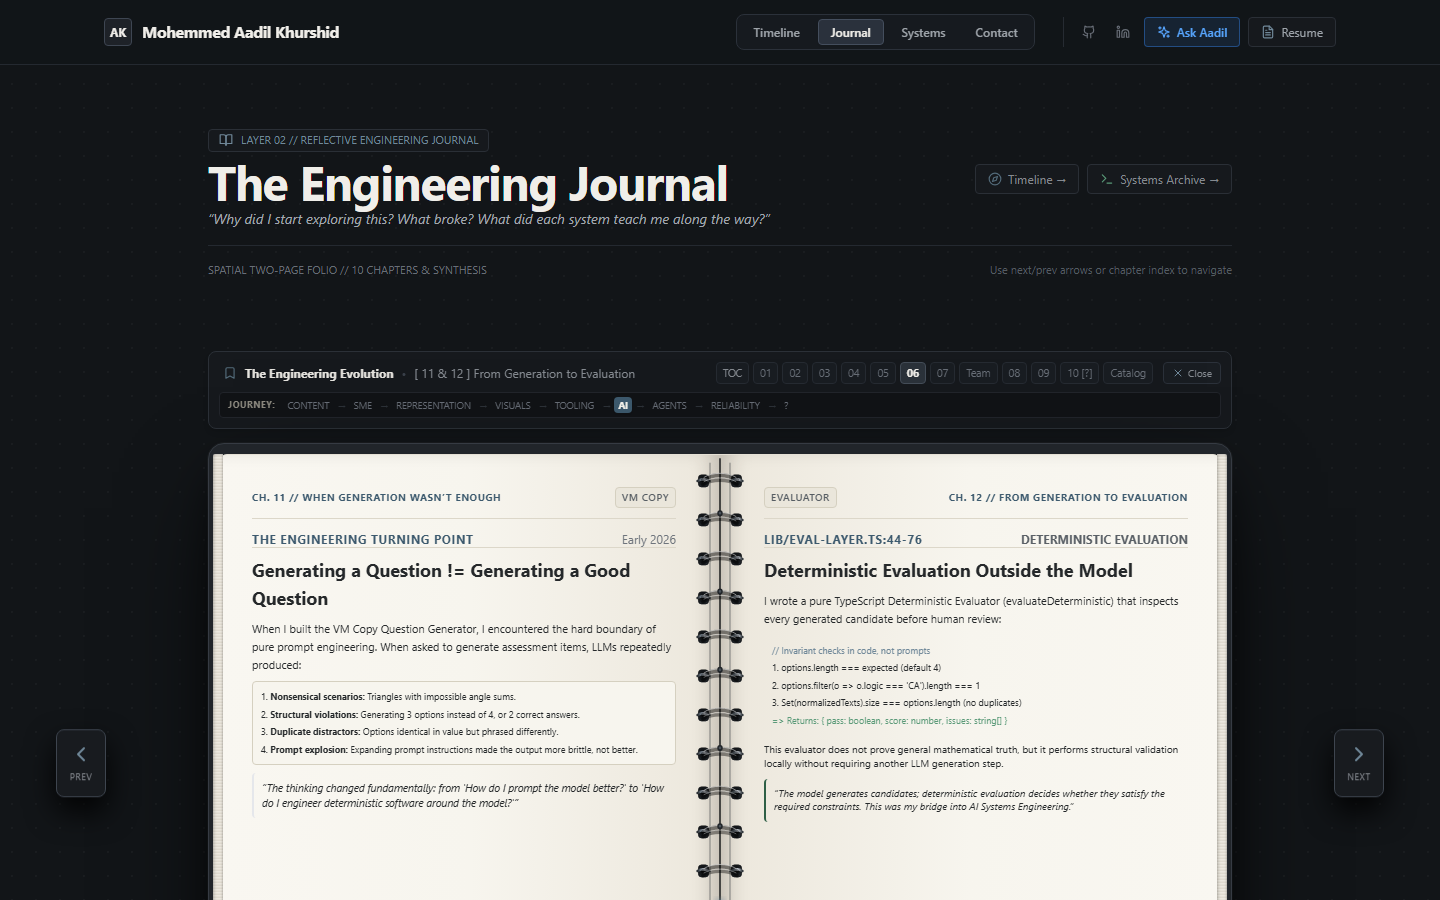 AK Mohemmed Aadil Khurshid
Timeline Journal Systems Contact
Ask Aadil Resume
LAYER 02 // REFLECTIVE ENGINEERING JOURNAL
The Engineering Journal
"Why did I start exploring this? What broke? What did each system teach me along the way?"
Timeline → Systems Archive →
SPATIAL TWO-PAGE FOLIO // 10 CHAPTERS & SYNTHESIS
Use next/prev arrows or chapter index to navigate
The Engineering Evolution · [ 11 & 12 ] From Generation to Evaluation
TOC 01 02 03 04 05 06 07 Team 08 09 10 [?] Catalog × Close
JOURNEY: CONTENT → SME → REPRESENTATION → VISUALS → TOOLING → AI → AGENTS → RELIABILITY → ?
CH. 11 // WHEN GENERATION WASN'T ENOUGH VM COPY
THE ENGINEERING TURNING POINT Early 2026
Generating a Question != Generating a Good
Question
When I built the VM Copy Question Generator, I encountered the hard boundary of
pure prompt engineering. When asked to generate assessment items, LLMs repeatedly
produced:
1. Nonsensical scenarios: Triangles with impossible angle sums.
2. Structural violations: Generating 3 options instead of 4, or 2 correct answers.
3. Duplicate distractors: Options identical in value but phrased differently.
4. Prompt explosion: Expanding prompt instructions made the output more brittle, not better.
"The thinking changed fundamentally: from 'How do I prompt the model better?' to 'How
do I engineer deterministic software around the model?'"
EVALUATOR CH. 12 // FROM GENERATION TO EVALUATION
LIB/EVAL-LAYER.TS:44-76 DETERMINISTIC EVALUATION
Deterministic Evaluation Outside the Model
I wrote a pure TypeScript Deterministic Evaluator (evaluateDeterministic) that inspects
every generated candidate before human review:
// Invariant checks in code, not prompts
1. options.length === expected (default 4)
2. options.filter(o => o.logic === 'CA').length === 1
3. Set(normalizedTexts).size === options.length (no duplicates)
=> Returns: { pass: boolean, score: number, issues: string[] }
This evaluator does not prove general mathematical truth, but it performs structural validation
locally without requiring another LLM generation step.
"The model generates candidates; deterministic evaluation decides whether they satisfy the
required constraints. This was my bridge into AI Systems Engineering."
PREV
NEXT